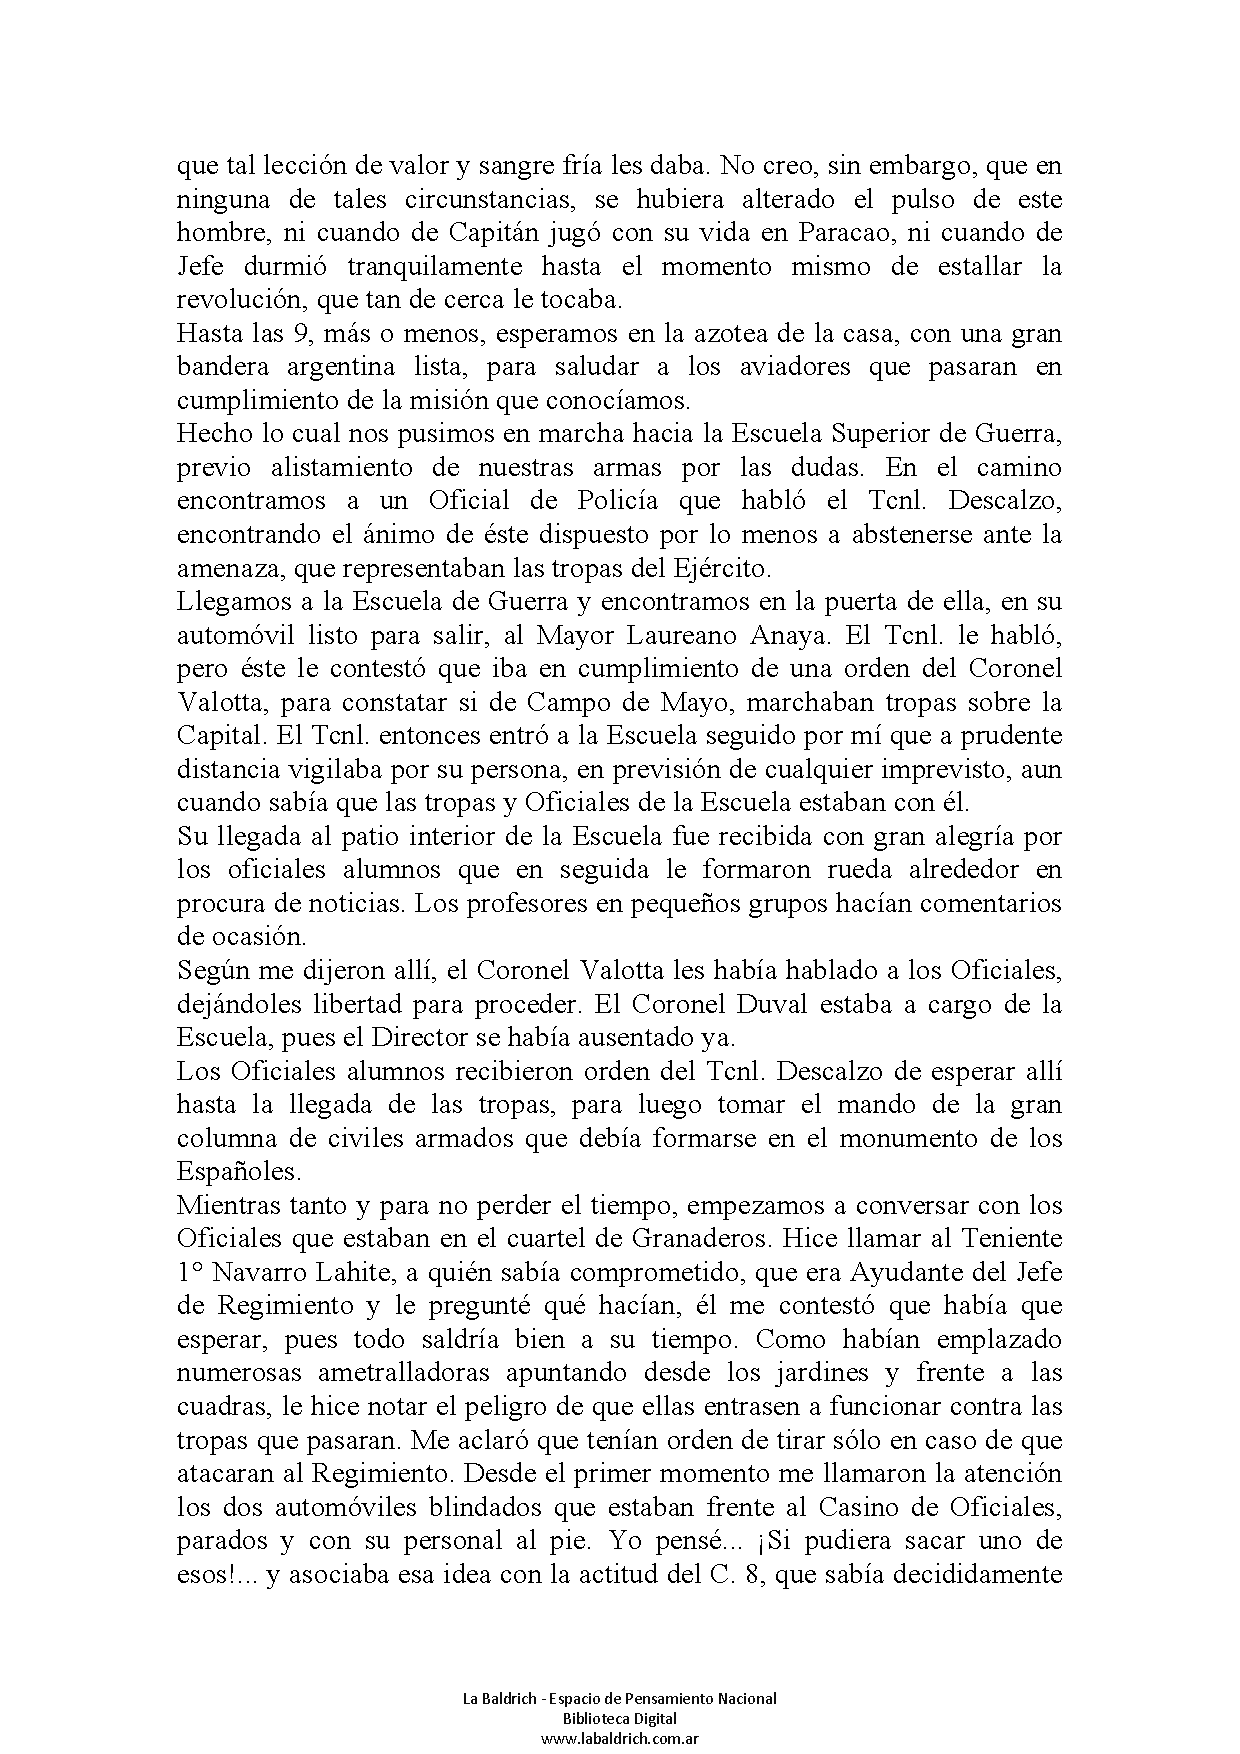 que tal lección de valor y sangre fría les daba. No creo, sin embargo, que en
ninguna de tales circunstancias, se hubiera alterado el pulso de este
hombre, ni cuando de Capitán jugó con su vida en Paracao, ni cuando de
Jefe durmió tranquilamente hasta el momento mismo de estallar la
revolución, que tan de cerca le tocaba.
Hasta las 9, más o menos, esperamos en la azotea de la casa, con una gran
bandera argentina lista, para saludar a los aviadores que pasaran en
cumplimiento de la misión que conocíamos.
Hecho lo cual nos pusimos en marcha hacia la Escuela Superior de Guerra,
previo alistamiento de nuestras armas por las dudas. En el camino
encontramos a un Oficial de Policía que habló el Tcnl. Descalzo,
encontrando el ánimo de éste dispuesto por lo menos a abstenerse ante la
amenaza, que representaban las tropas del Ejército.
Llegamos a la Escuela de Guerra y encontramos en la puerta de ella, en su
automóvil listo para salir, al Mayor Laureano Anaya. El Tcnl. le habló,
pero éste le contestó que iba en cumplimiento de una orden del Coronel
Valotta, para constatar si de Campo de Mayo, marchaban tropas sobre la
Capital. El Tcnl. entonces entró a la Escuela seguido por mí que a prudente
distancia vigilaba por su persona, en previsión de cualquier imprevisto, aun
cuando sabía que las tropas y Oficiales de la Escuela estaban con él.
Su llegada al patio interior de la Escuela fue recibida con gran alegría por
los oficiales alumnos que en seguida le formaron rueda alrededor en
procura de noticias. Los profesores en pequeños grupos hacían comentarios
de ocasión.
Según me dijeron allí, el Coronel Valotta les había hablado a los Oficiales,
dejándoles libertad para proceder. El Coronel Duval estaba a cargo de la
Escuela, pues el Director se había ausentado ya.
Los Oficiales alumnos recibieron orden del Tcnl. Descalzo de esperar allí
hasta la llegada de las tropas, para luego tomar el mando de la gran
columna de civiles armados que debía formarse en el monumento de los
Españoles.
Mientras tanto y para no perder el tiempo, empezamos a conversar con los
Oficiales que estaban en el cuartel de Granaderos. Hice llamar al Teniente
1° Navarro Lahite, a quién sabía comprometido, que era Ayudante del Jefe
de Regimiento y le pregunté qué hacían, él me contestó que había que
esperar, pues todo saldría bien a su tiempo. Como habían emplazado
numerosas ametralladoras apuntando desde los jardines y frente a las
cuadras, le hice notar el peligro de que ellas entrasen a funcionar contra las
tropas que pasaran. Me aclaró que tenían orden de tirar sólo en caso de que
atacaran al Regimiento. Desde el primer momento me llamaron la atención
los dos automóviles blindados que estaban frente al Casino de Oficiales,
parados y con su personal al pie. Yo pensé... ¡Si pudiera sacar uno de
esos!... y asociaba esa idea con la actitud del C. 8, que sabía decididamente
La Baldrich - Espacio de Pensamiento Nacional
Biblioteca Digital
www.labaldrich.com.ar